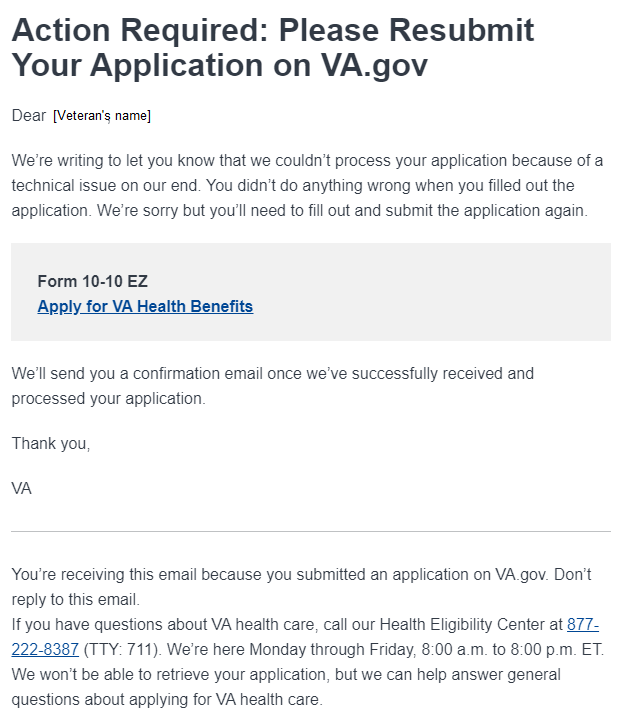 Action Required: Please Resubmit
Your Application on VA.gov
Dear [Veteran's name]
We're writing to let you know that we couldn't process your application because of a
technical issue on our end. You didn't do anything wrong when you filled out the
application. We're sorry but you'll need to fill out and submit the application again.
Form 10-10 EZ
Apply for VA Health Benefits
We'll send you a confirmation email once we've successfully received and
processed your application.
Thank you,
VA
You're receiving this email because you submitted an application on VA.gov. Don't
reply to this email.
If you have questions about VA health care, call our Health Eligibility Center at 877-
222-8387 (TTY: 711). We're here Monday through Friday, 8:00 a.m. to 8:00 p.m. ET.
We won't be able to retrieve your application, but we can help answer general
questions about applying for VA health care.